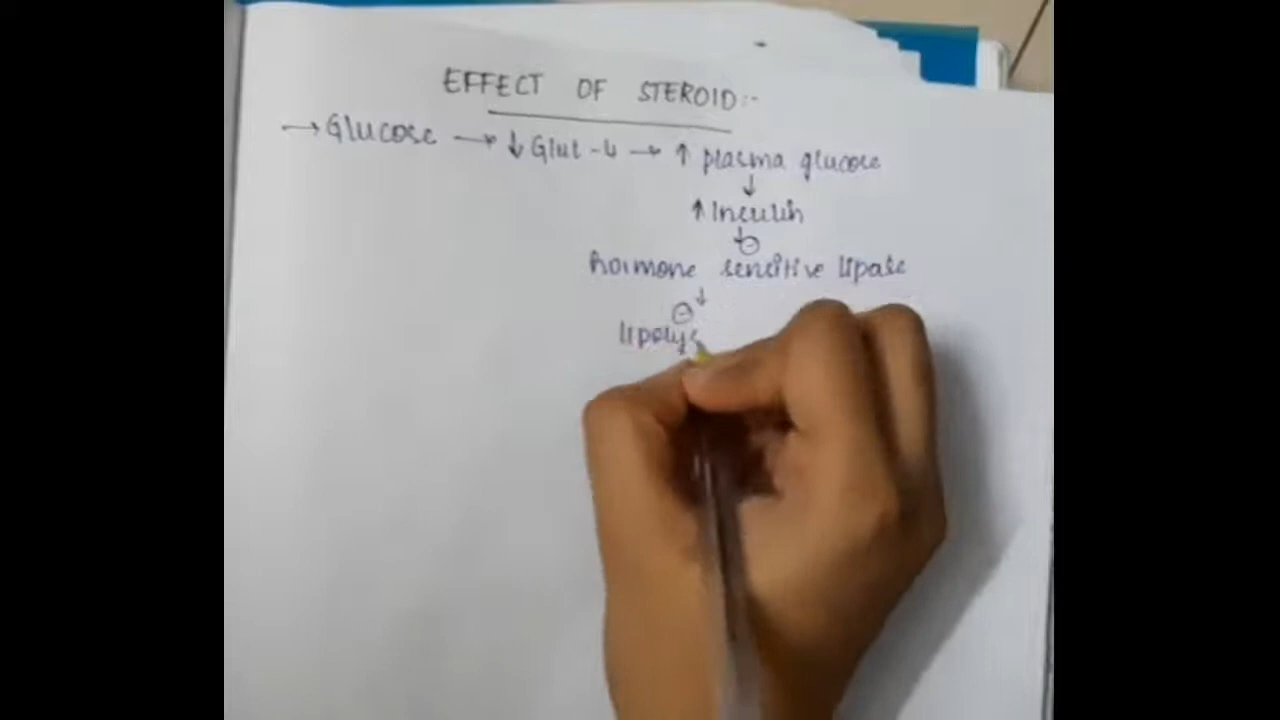 EFFECT OF STEROID:-
→ Glucose → ↓ Glut-4 → ↑ plasma glucose
↓
↑ Insulin
↓ ⊖
hormone sensitive lipase
⊖ ↓
lipolys